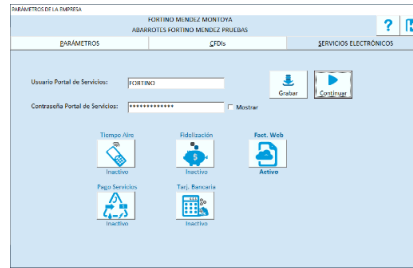 PARAMETROS DE LA EMPRESA
FORTINO MENDEZ MONTOYA
ABARROTES FORTINO MENDEZ PRUEBAS
?
PARÁMETROS
CFDIs
SERVICIOS ELECTRÓNICOS
Usuario Portal de Servicios: FORTINO
Contraseña Portal de Servicios: ************* Mostrar
Grabar Continuar
Tiempo Aire Fidelización Fact. Web
Inactivo Inactivo Activo
Pago Servicios Tarj. Bancaria
Inactivo Inactivo